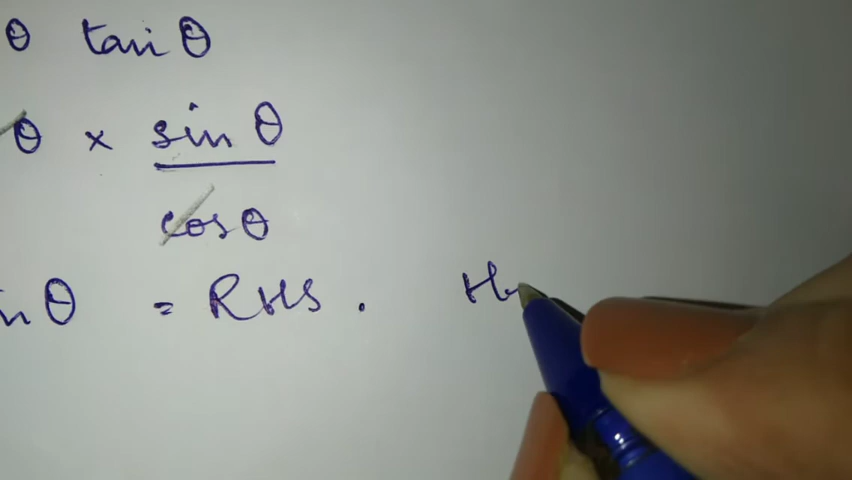 θ tan θ
θ × sin θ
cos θ
θ = RHS .